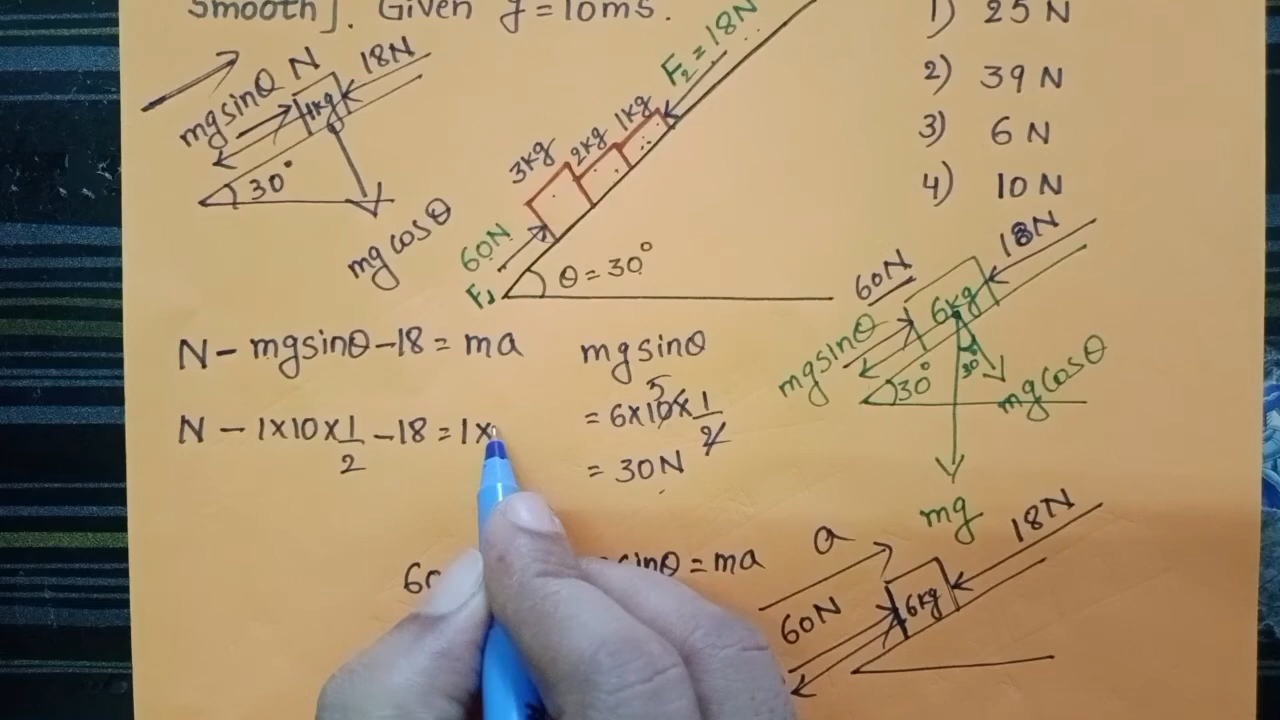 Smooth]. Given g = 10ms.
1) 25 N
2) 39 N
3) 6 N
4) 10 N
mgsinθ
N
18N
1kg
30°
mgcosθ
3kg
2kg
1kg
F₂ = 18N
60N
F₁
θ = 30°
60N
18N
6kg
mgsinθ
30°
30°
mgcosθ
mg
N - mgsinθ - 18 = ma
N - 1×10×1/2 - 18 = 1×
mgsinθ
= 6×10×1/2
5
= 30N
sinθ = ma
a
18N
60N
6kg